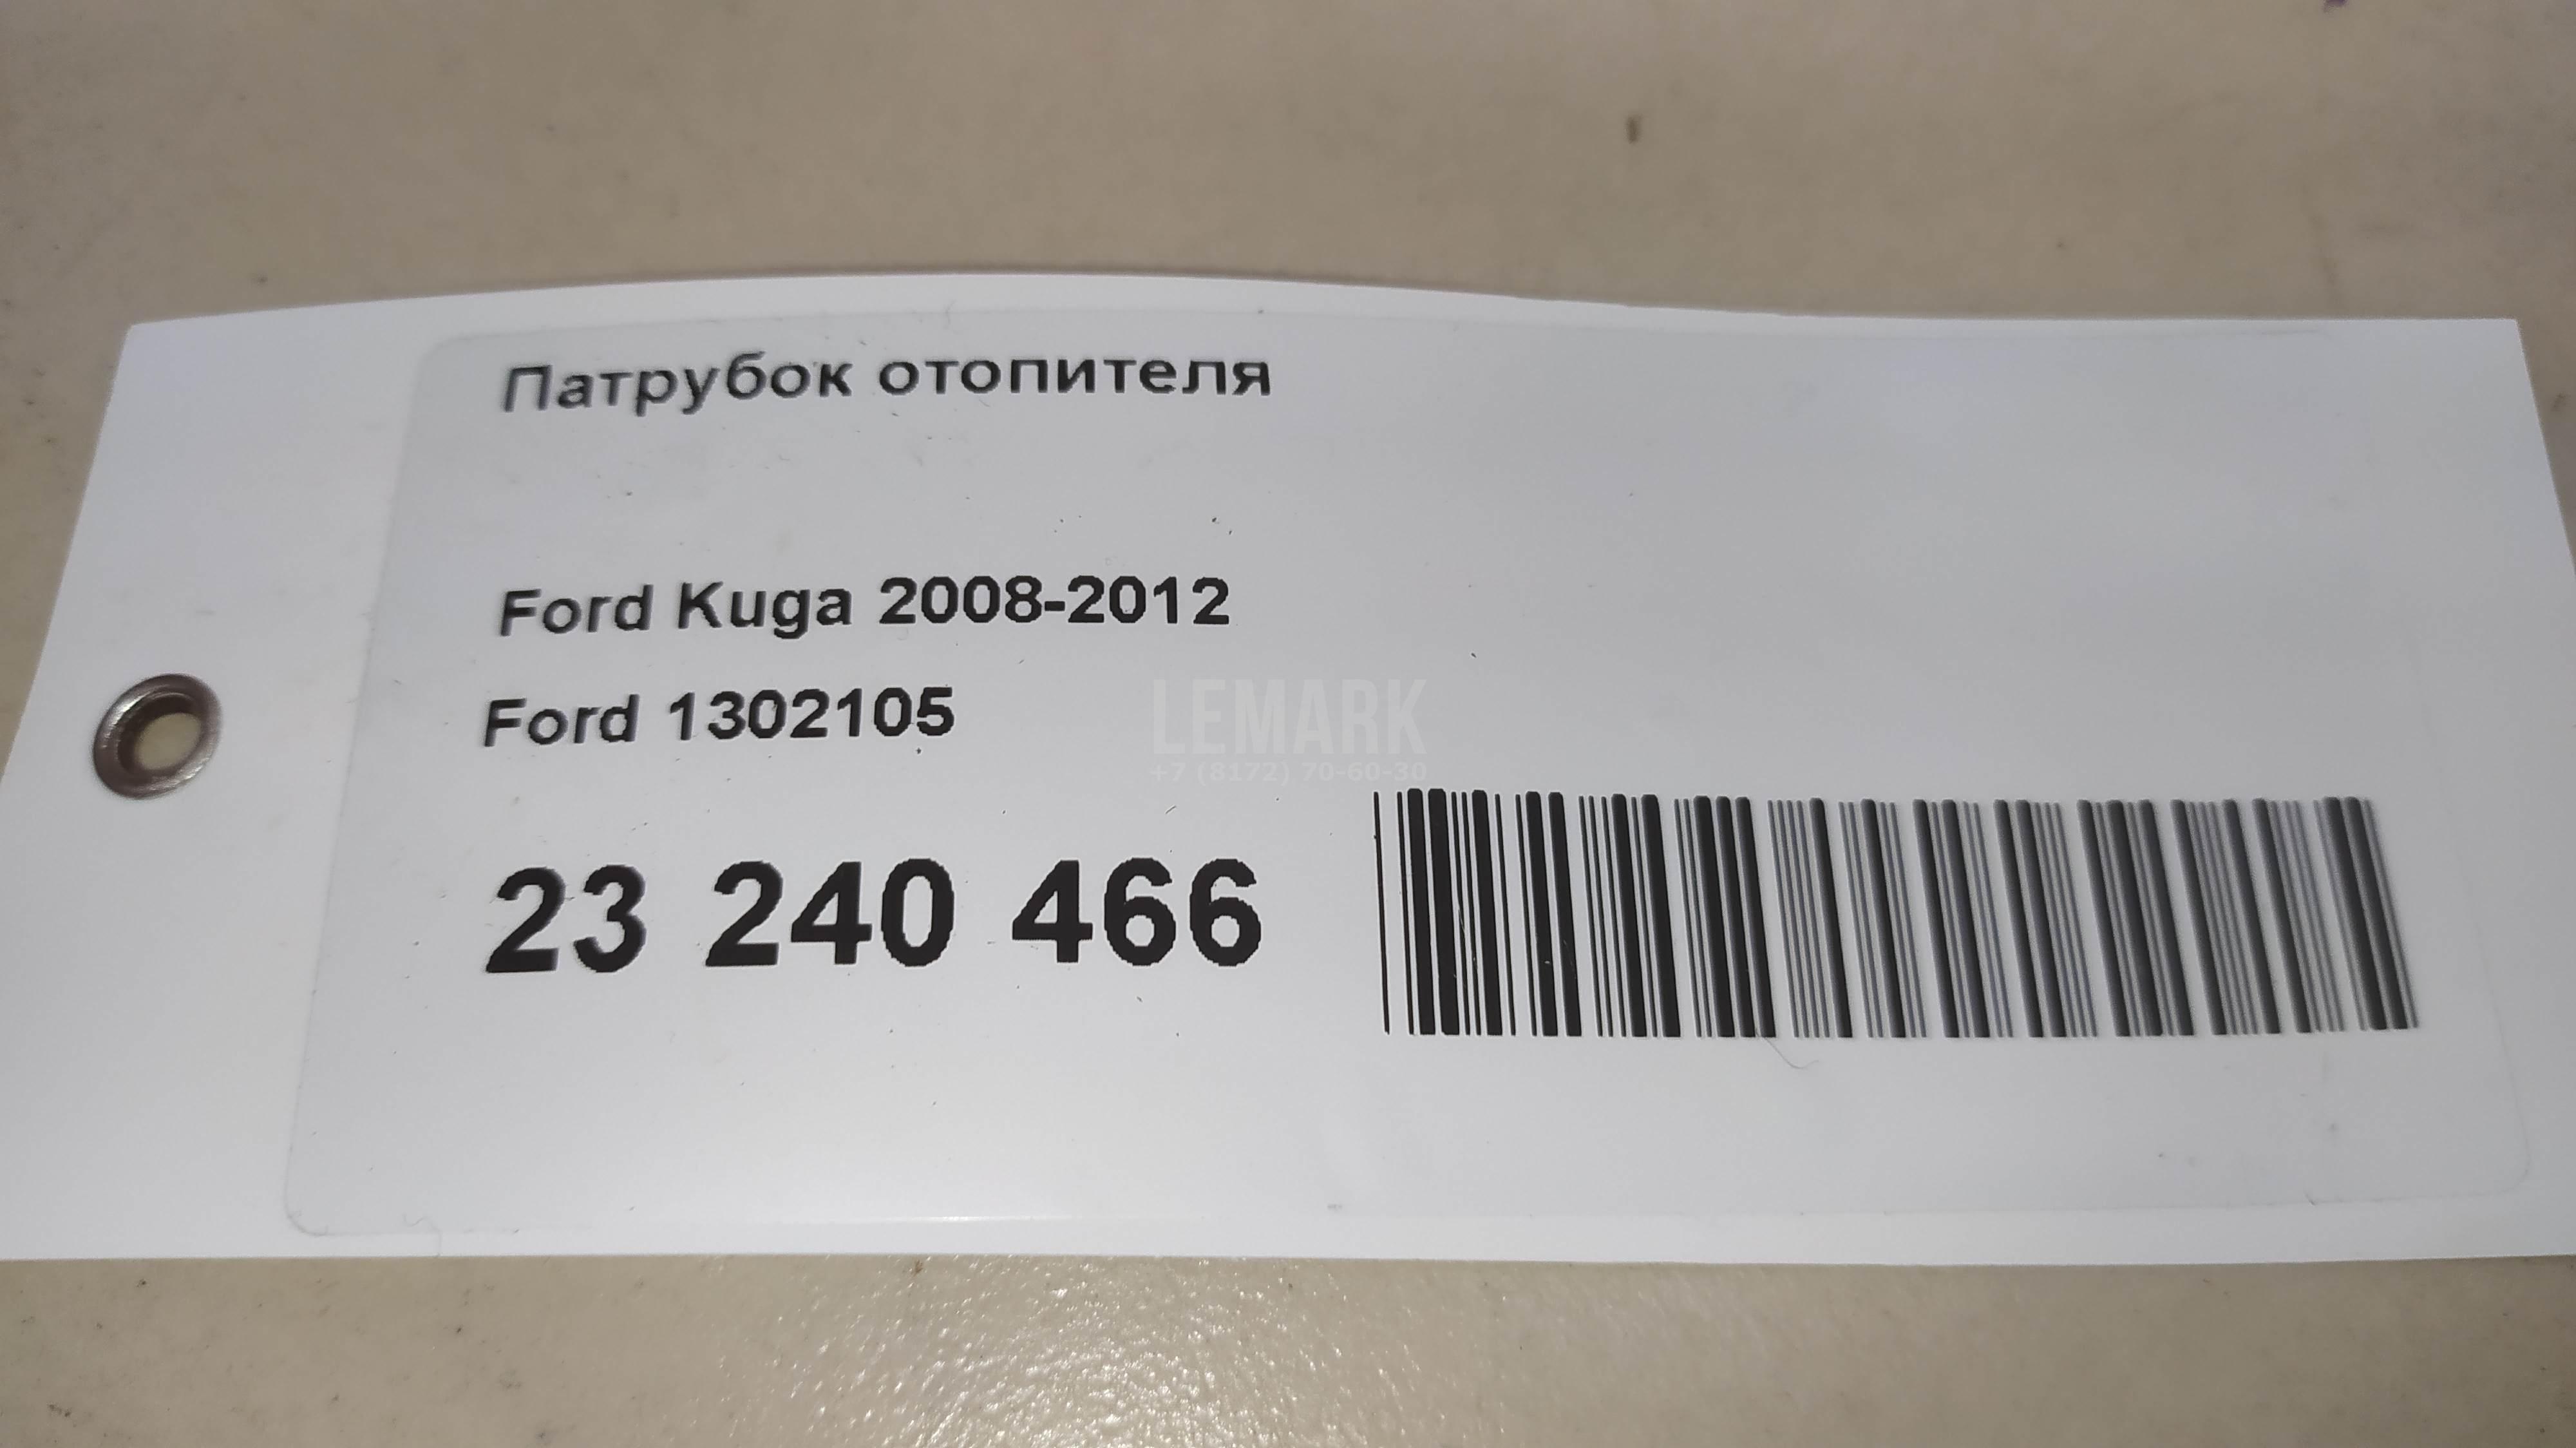 Патрубок отопителя
Ford Kuga 2008-2012
Ford 1302105
LEMARK
+7 (8172) 70-60-30
23 240 466